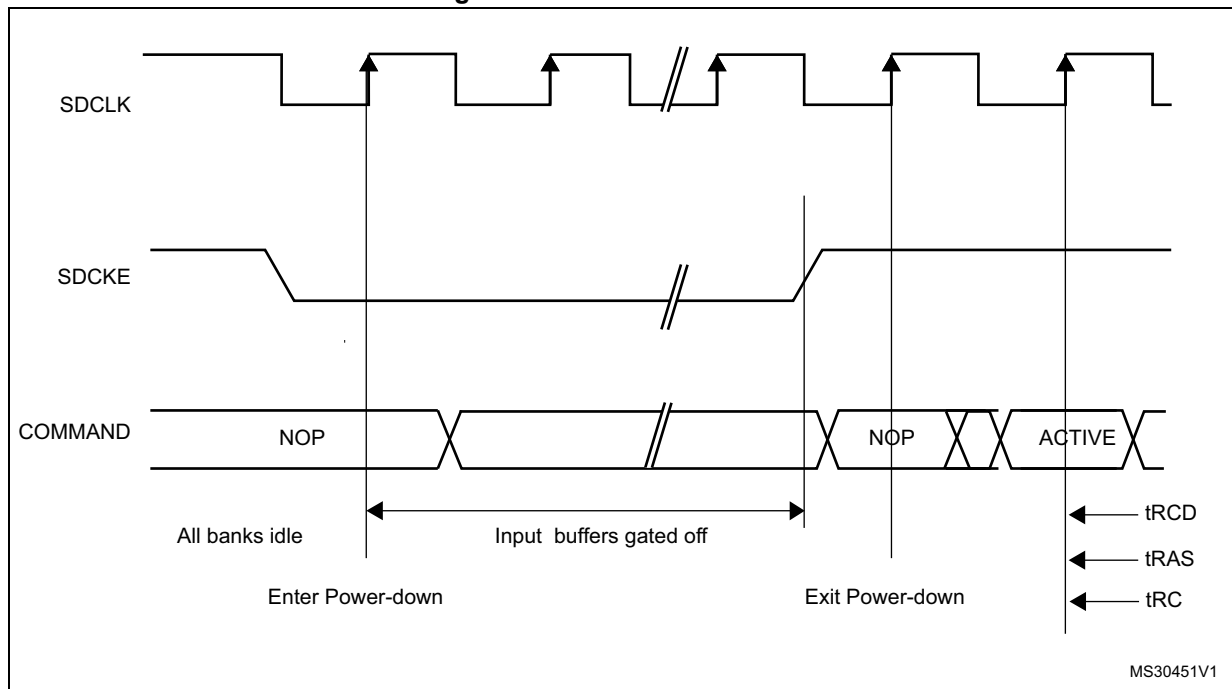 SDCLK
SDCKE
COMMAND
NOP
NOP
ACTIVE
All banks idle
Input buffers gated off
tRCD
tRAS
Enter Power-down
Exit Power-down
tRC
MS30451V1